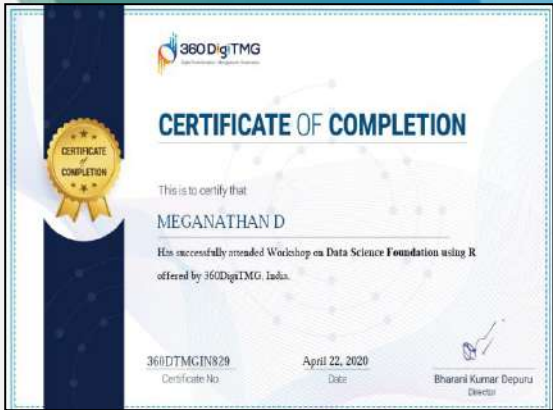 360DigiTMG
CERTIFICATE
of
COMPLETION
CERTIFICATE OF COMPLETION
This is to certify that
MEGANATHAN D
Has successfully attended Workshop on Data Science Foundation using R
offered by 360DigiTMG, India.
360DTMGIN829
Certificate No
April 22, 2020
Date
Bharani Kumar Depuru
Director